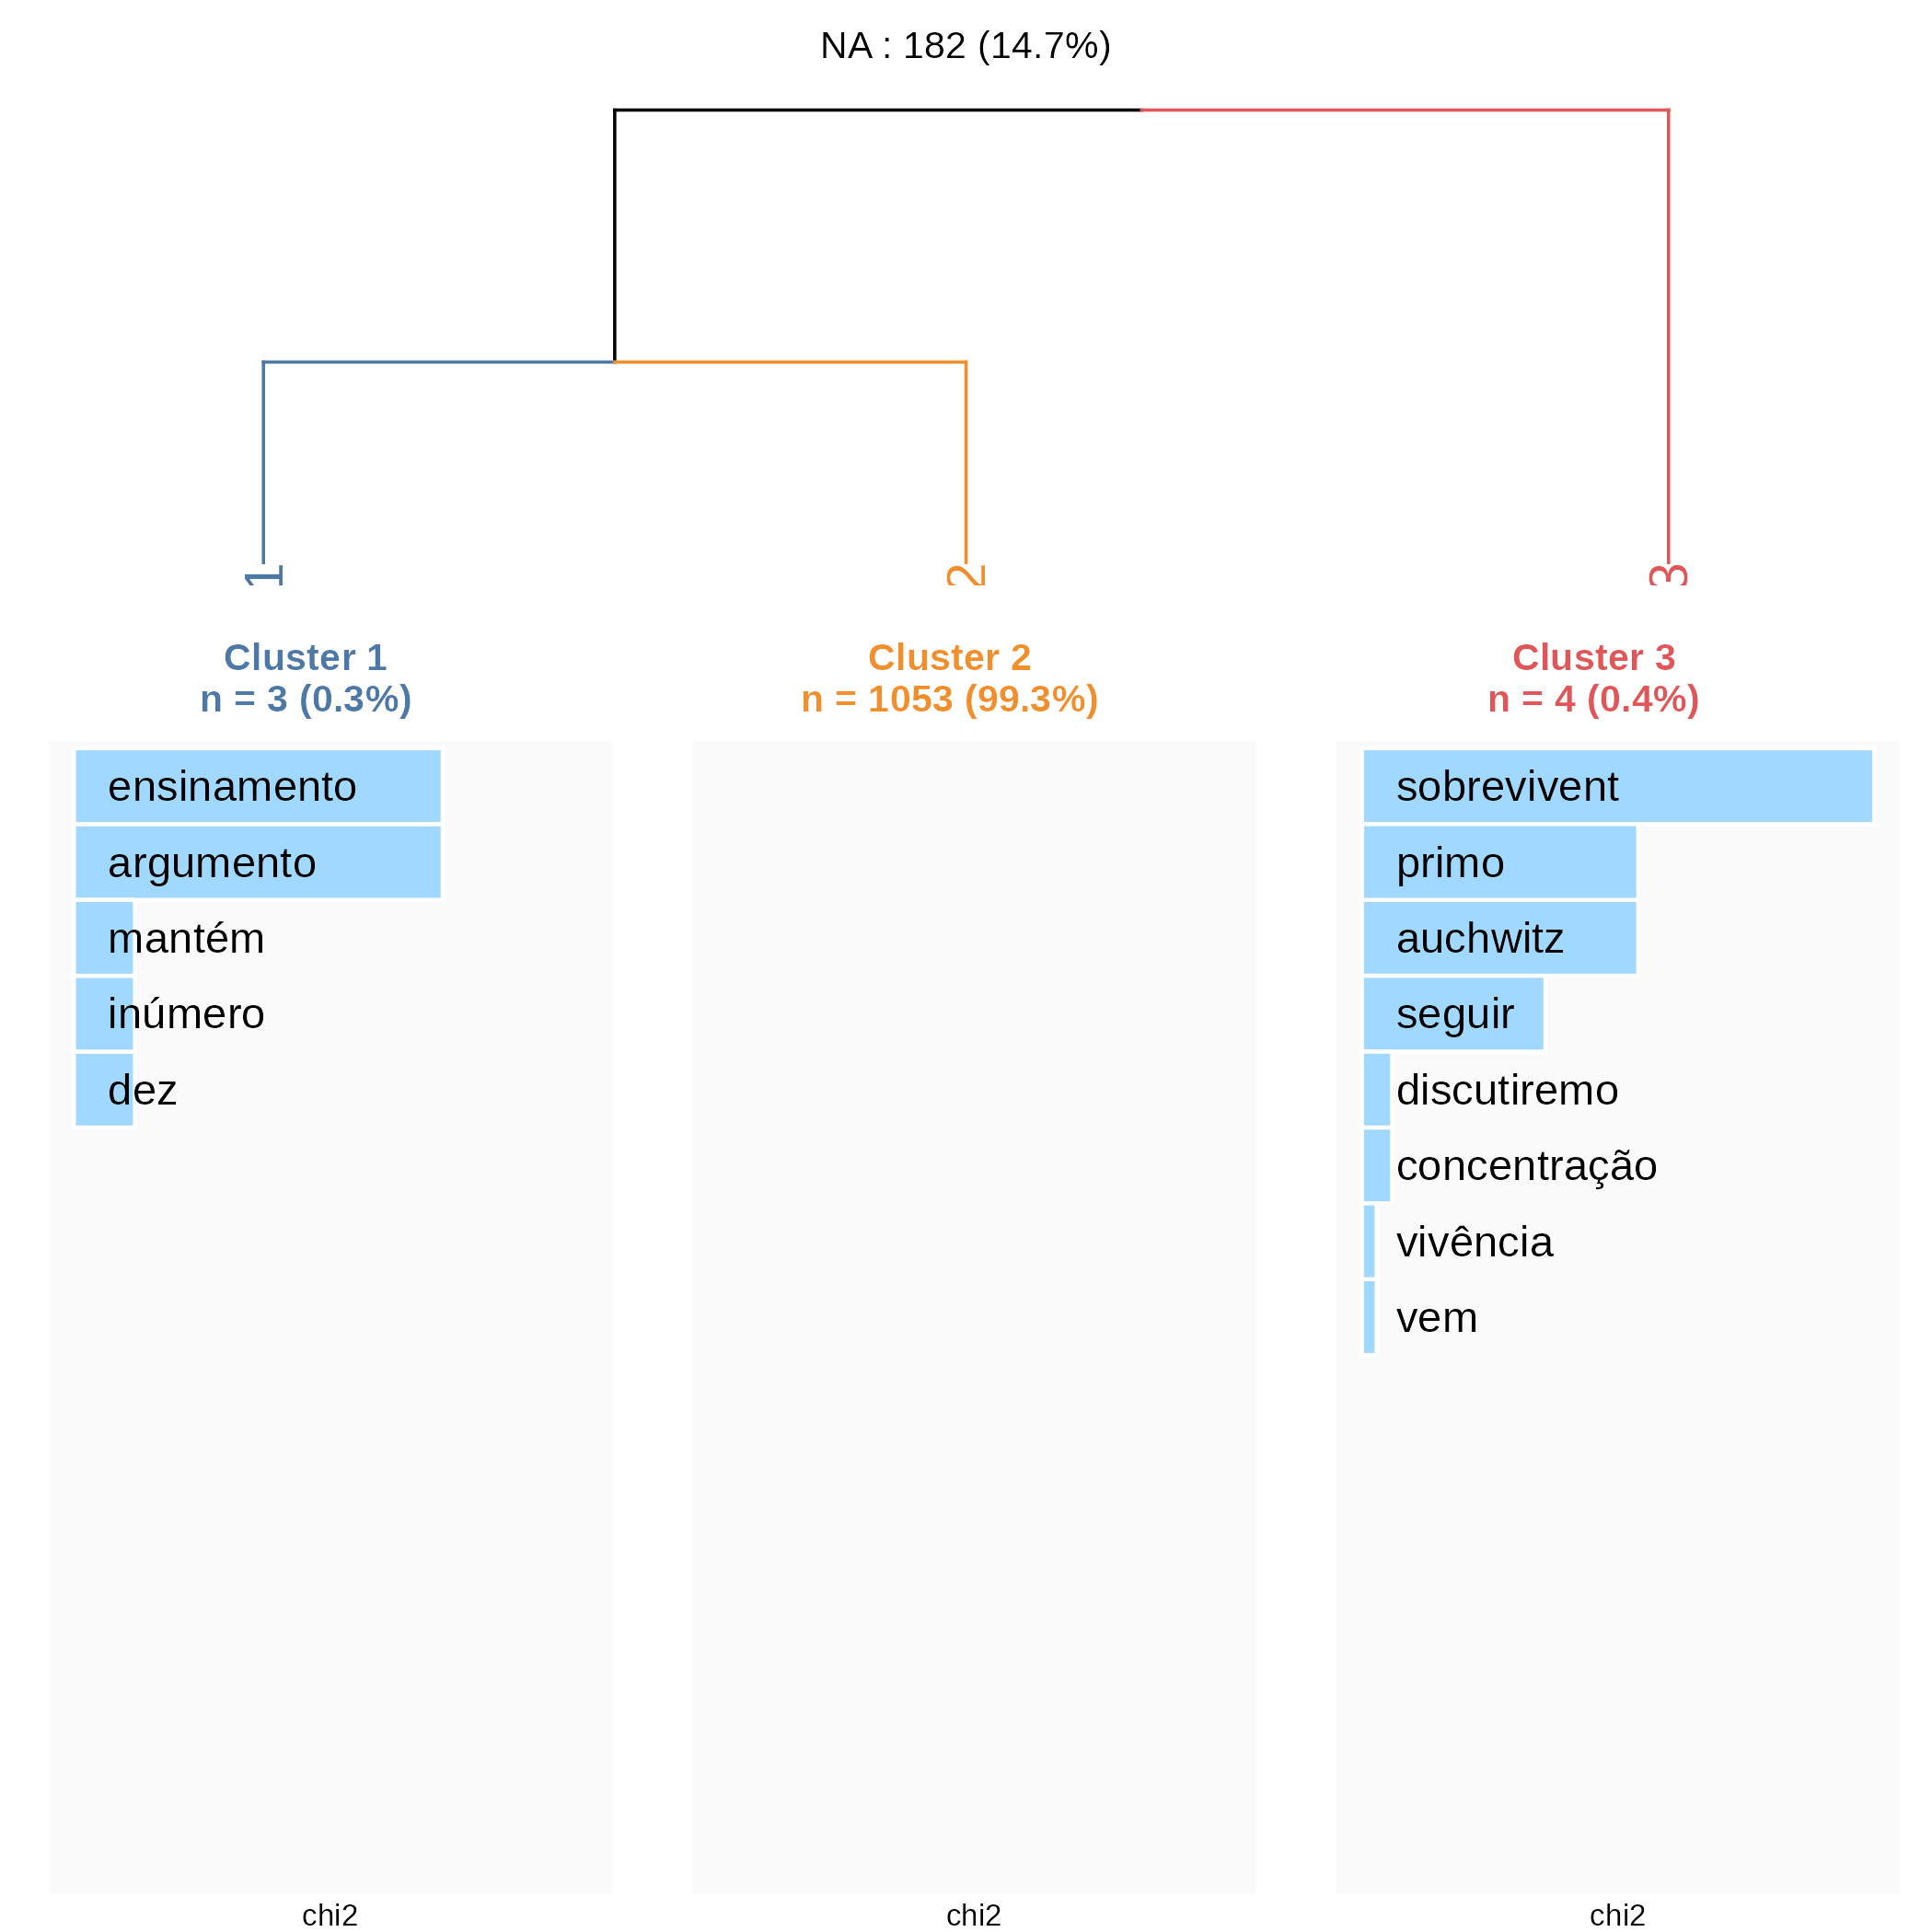 NA : 182 (14.7%)
1
2
3
Cluster 1
n = 3 (0.3%)
Cluster 2
n = 1053 (99.3%)
Cluster 3
n = 4 (0.4%)
ensinamento
argumento
mantém
inúmero
dez
sobrevivent
primo
auchwitz
seguir
discutiremo
concentração
vivência
vem
chi2
chi2
chi2